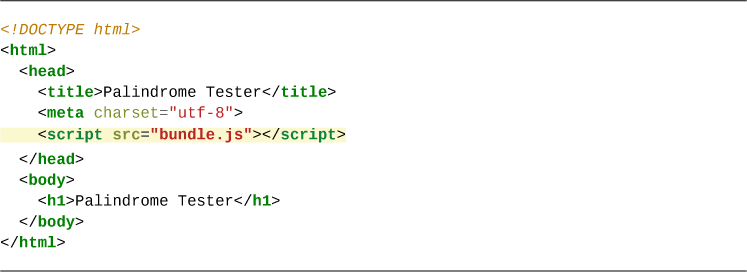 <!DOCTYPE html>
<html>
  <head>
    <title>Palindrome Tester</title>
    <meta charset="utf-8">
    <script src="bundle.js"></script>
  </head>
  <body>
    <h1>Palindrome Tester</h1>
  </body>
</html>